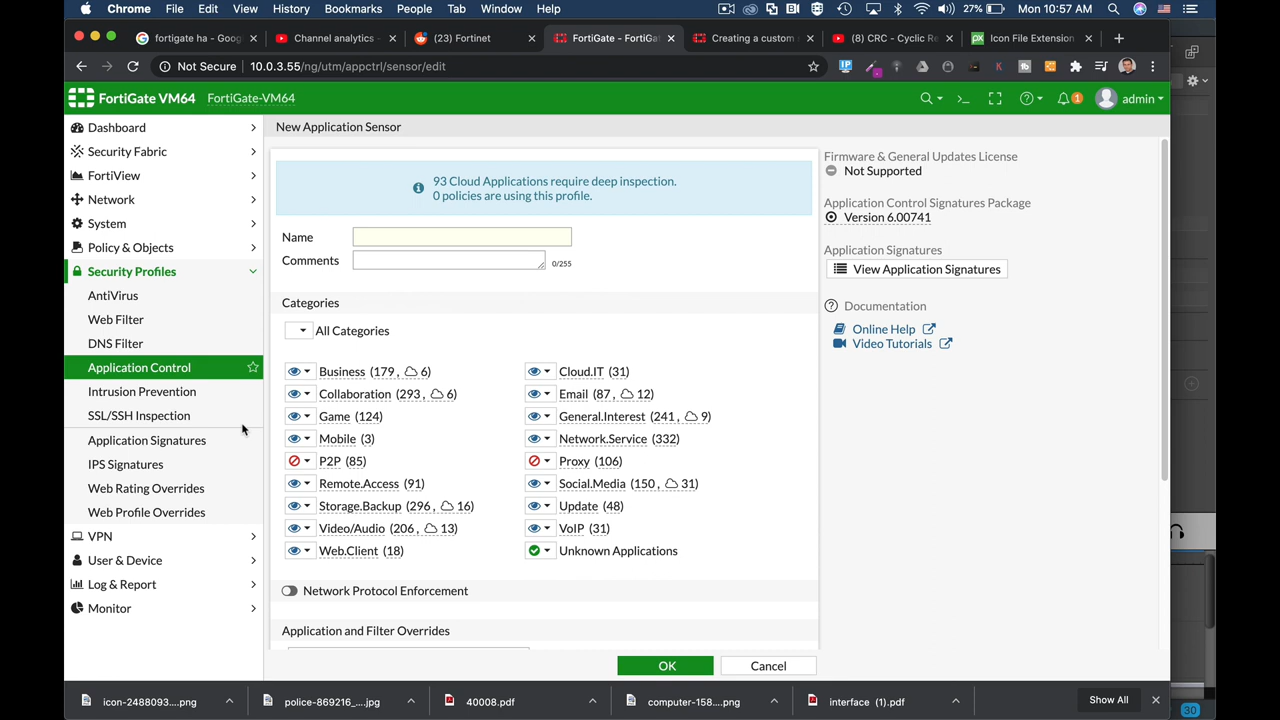 Chrome File Edit View History Bookmarks People Tab Window Help 27% Mon 10:57 AM
fortigate ha - Goog Channel analytics - (23) Fortinet FortiGate - FortiGat Creating a custom (8) CRC - Cyclic Re Icon File Extension
Not Secure 10.0.3.55/ng/utm/appctrl/sensor/edit
FortiGate VM64 FortiGate-VM64 1 admin
Dashboard
Security Fabric
FortiView
Network
System
Policy & Objects
Security Profiles
AntiVirus
Web Filter
DNS Filter
Application Control
Intrusion Prevention
SSL/SSH Inspection
Application Signatures
IPS Signatures
Web Rating Overrides
Web Profile Overrides
VPN
User & Device
Log & Report
Monitor
New Application Sensor
93 Cloud Applications require deep inspection.
0 policies are using this profile.
Name
Comments 0/255
Categories
All Categories
Business (179, 6) Cloud.IT (31)
Collaboration (293, 6) Email (87, 12)
Game (124) General.Interest (241, 9)
Mobile (3) Network.Service (332)
P2P (85) Proxy (106)
Remote.Access (91) Social.Media (150, 31)
Storage.Backup (296, 16) Update (48)
Video/Audio (206, 13) VoIP (31)
Web.Client (18) Unknown Applications
Network Protocol Enforcement
Application and Filter Overrides
OK Cancel
Firmware & General Updates License
Not Supported
Application Control Signatures Package
Version 6.00741
Application Signatures
View Application Signatures
Documentation
Online Help
Video Tutorials
icon-2488093....png police-869216_....jpg 40008.pdf computer-158....png interface (1).pdf Show All
30